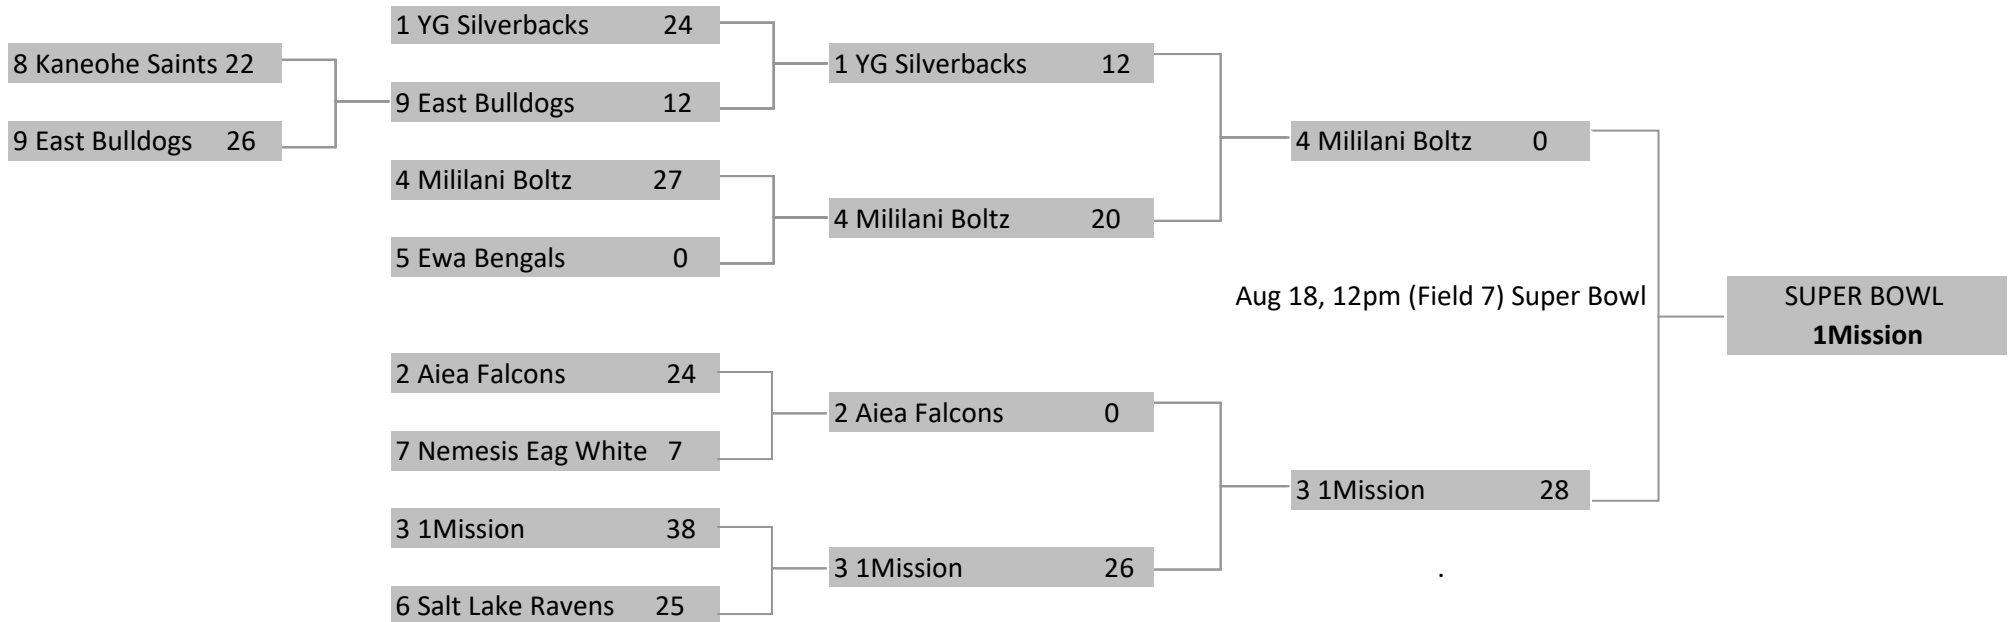 8 Kaneohe Saints 22
9 East Bulldogs 26
1 YG Silverbacks 24
9 East Bulldogs 12
4 Mililani Boltz 27
5 Ewa Bengals 0
2 Aiea Falcons 24
7 Nemesis Eag White 7
3 1Mission 38
6 Salt Lake Ravens 25
1 YG Silverbacks 12
4 Mililani Boltz 20
2 Aiea Falcons 0
3 1Mission 26
4 Mililani Boltz 0
Aug 18, 12pm (Field 7) Super Bowl
3 1Mission 28
.
SUPER BOWL
1Mission